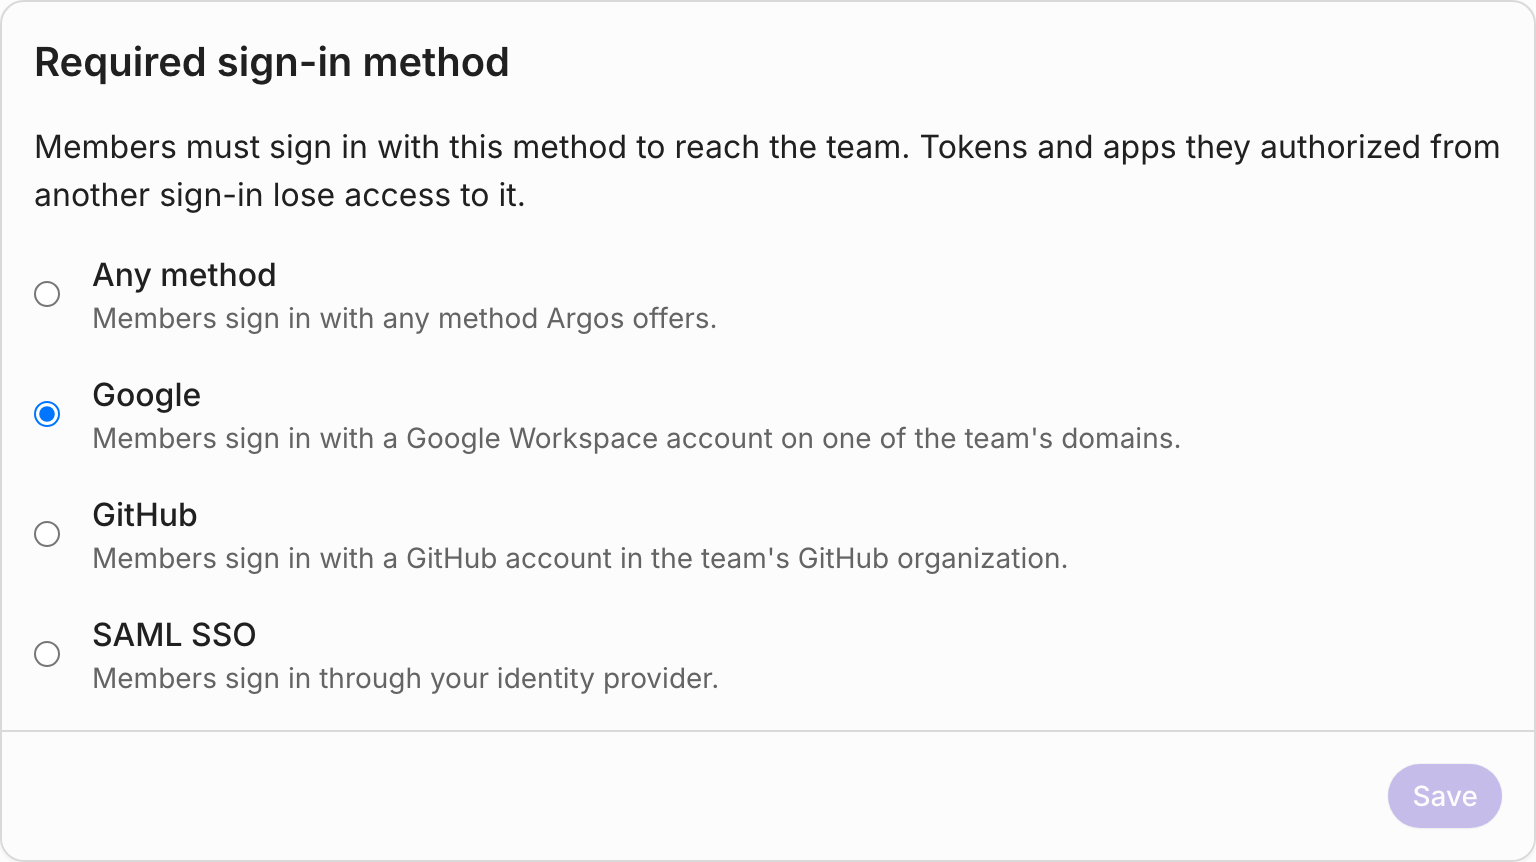 Required sign-in method
Members must sign in with this method to reach the team. Tokens and apps they authorized from
another sign-in lose access to it.
Any method
Members sign in with any method Argos offers.
Google
Members sign in with a Google Workspace account on one of the team's domains.
GitHub
Members sign in with a GitHub account in the team's GitHub organization.
SAML SSO
Members sign in through your identity provider.
Save